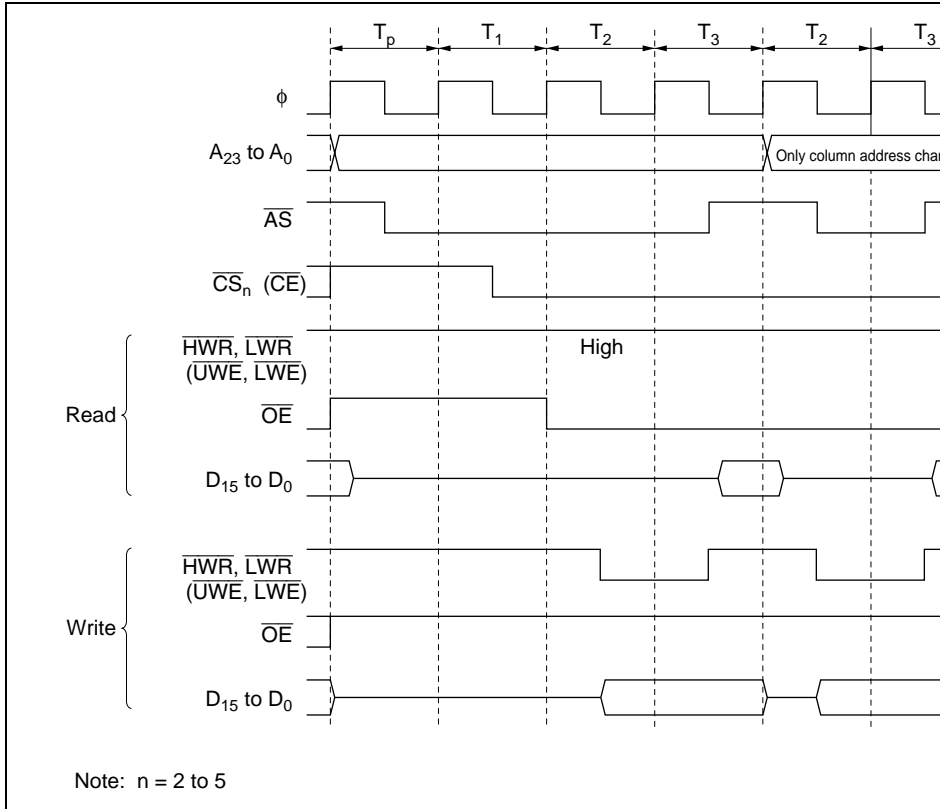 Tp T1 T2 T3 T2 T3
ϕ
A23 to A0
Only column address
AS
CSn (CE)
HWR, LWR
(UWE, LWE)
High
Read
OE
D15 to D0
HWR, LWR
(UWE, LWE)
Write
OE
D15 to D0
Note: n = 2 to 5